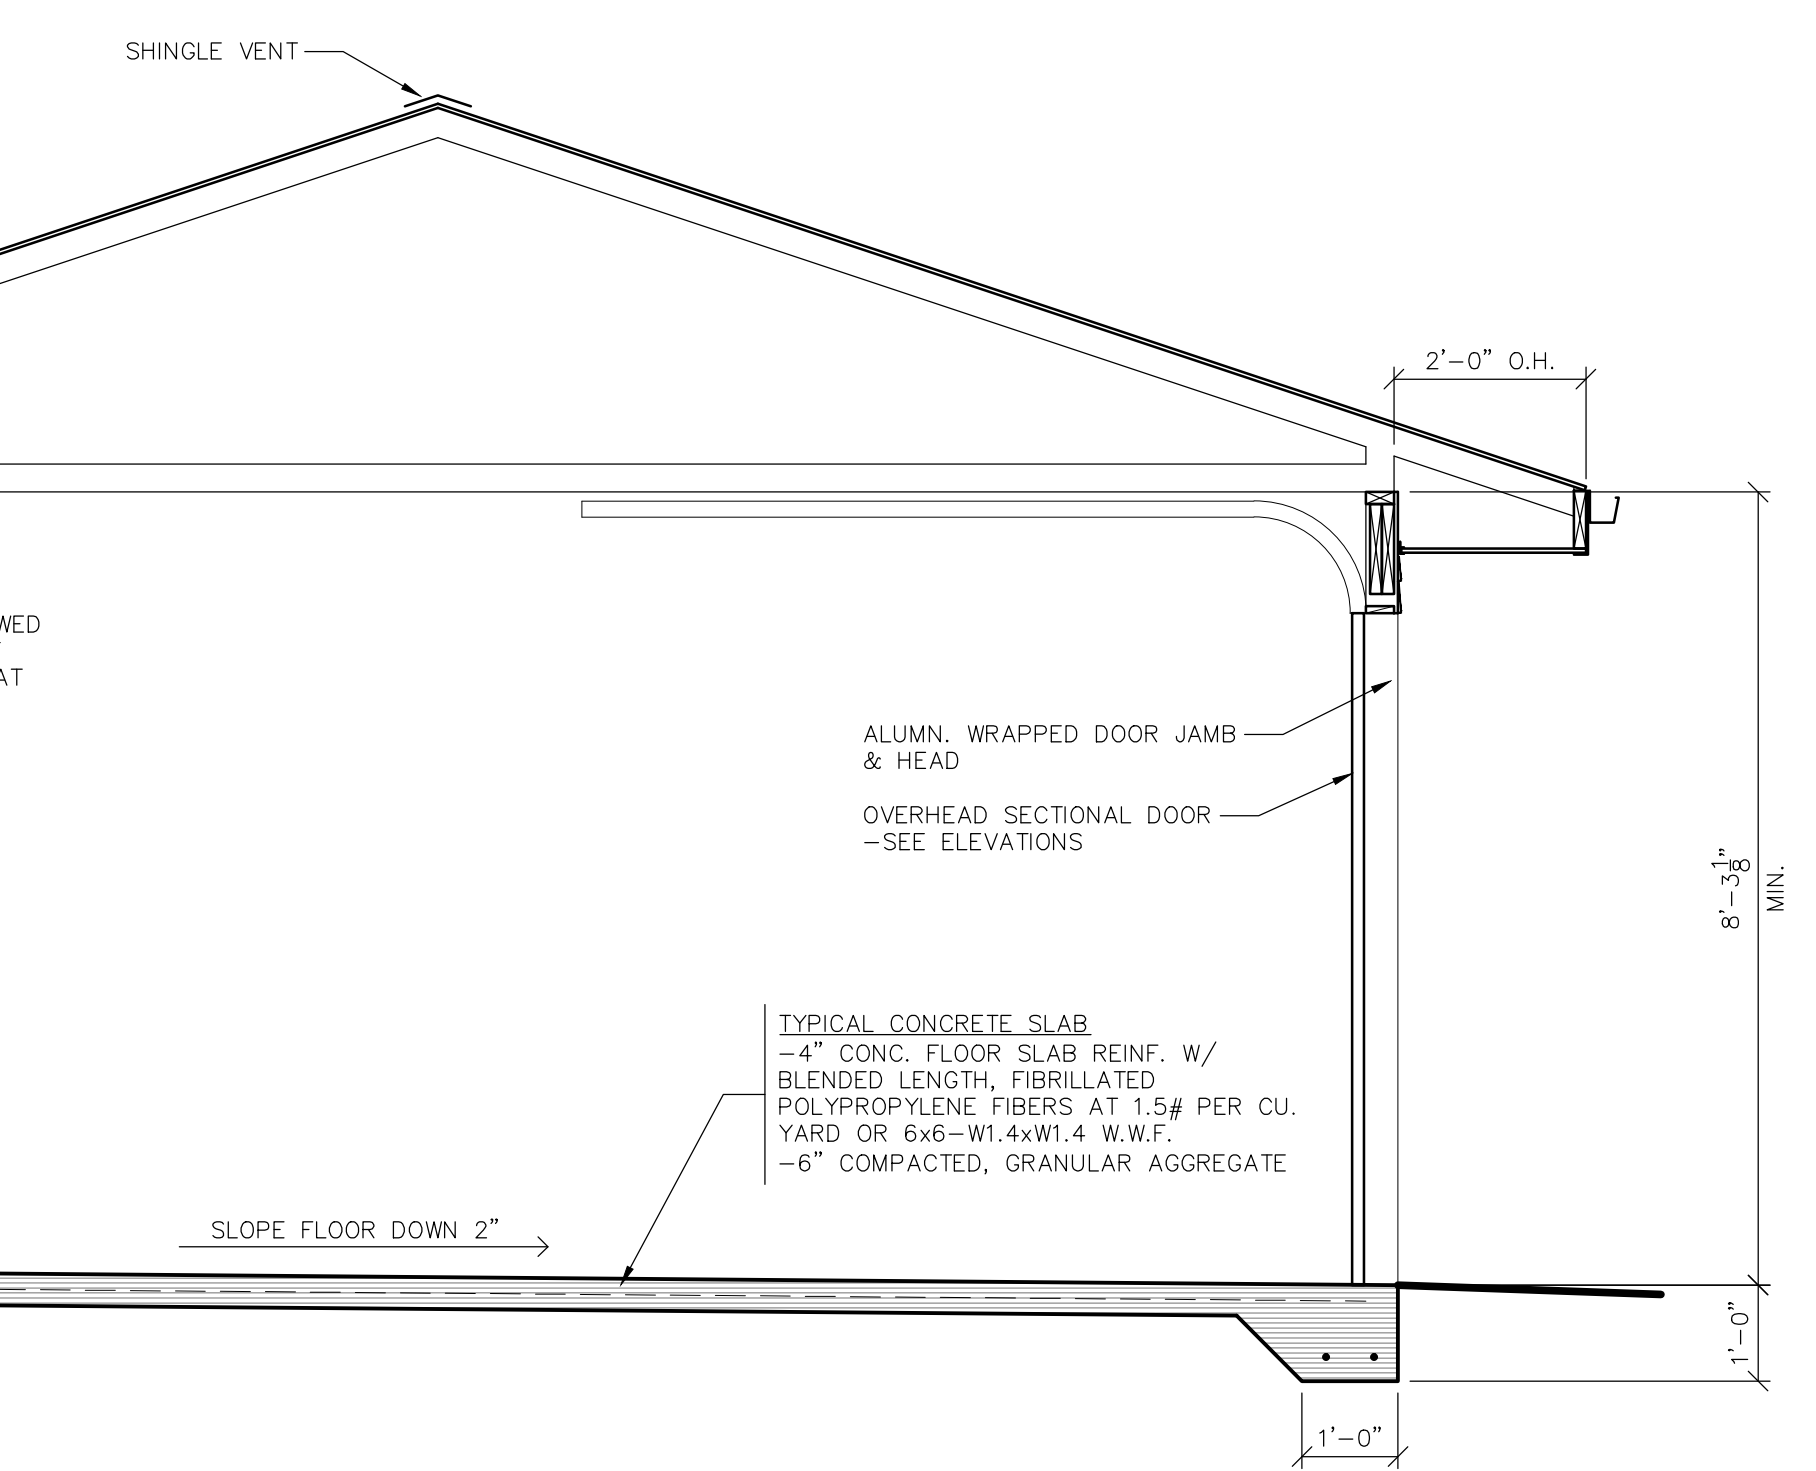 SHINGLE VENT
2'-0" O.H.
WED
AT
ALUMN. WRAPPED DOOR JAMB
& HEAD
OVERHEAD SECTIONAL DOOR
-SEE ELEVATIONS
8'-3 1/8"
MIN.
TYPICAL CONCRETE SLAB
-4" CONC. FLOOR SLAB REINF. W/
BLENDED LENGTH, FIBRILLATED
POLYPROPYLENE FIBERS AT 1.5# PER CU.
YARD OR 6x6-W1.4xW1.4 W.W.F.
-6" COMPACTED, GRANULAR AGGREGATE
SLOPE FLOOR DOWN 2"
1'-0"
1'-0"